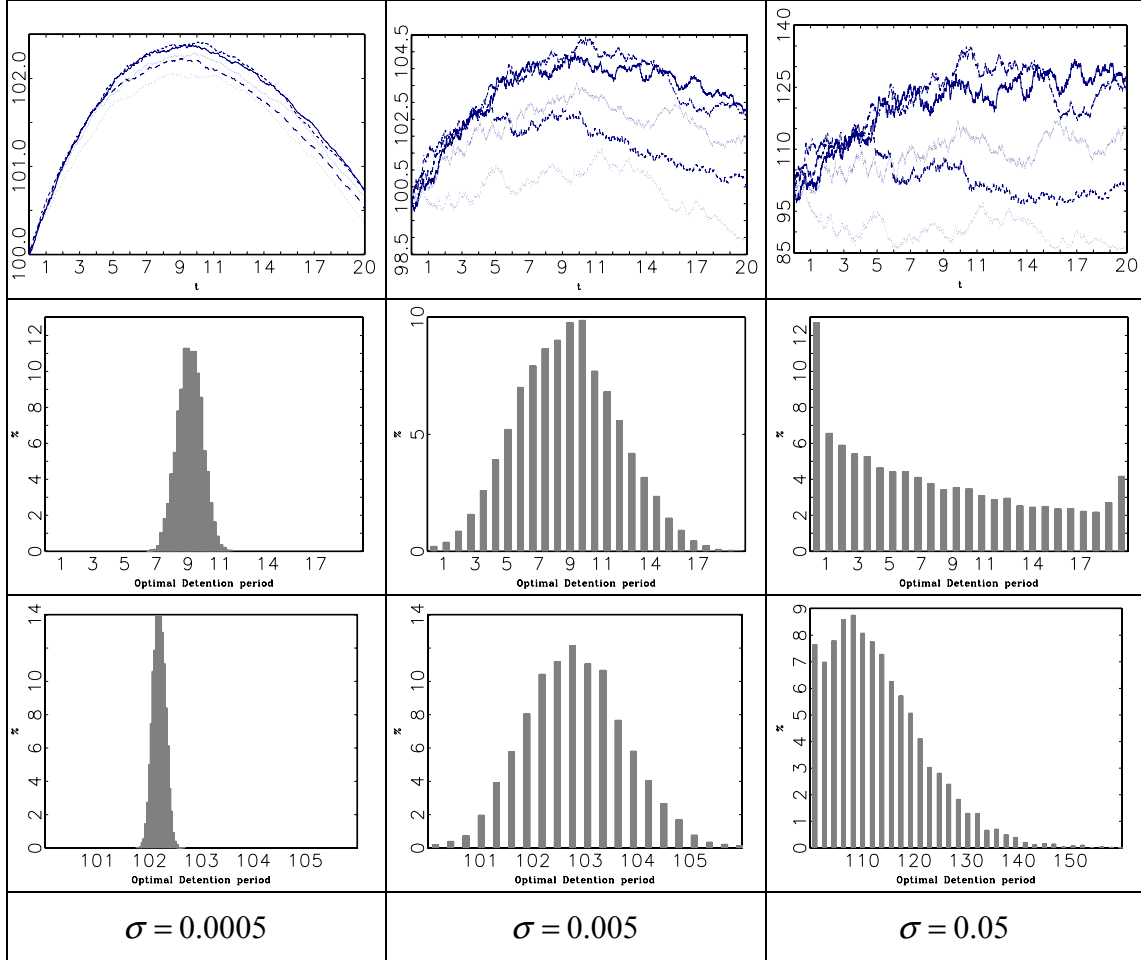 102.0
101.0
100.0
1 3 5 7 9 11 14 17 20
t
104.5
102.5
100.5
98.5
1 3 5 7 9 11 14 17 20
t
140
125
110
95
85
1 3 5 7 9 11 14 17 20
t
12
10
8
6
4
2
0
%
1 3 5 7 9 11 14 17
Optimal Detention period
10
5
0
%
1 3 5 7 9 11 14 17
Optimal Detention period
12
10
8
6
4
2
0
%
1 3 5 7 9 11 14 17
Optimal Detention period
14
10
8
6
4
2
0
%
101 102 103 104 105
Optimal Detention period
14
10
8
6
4
2
0
%
101 102 103 104 105
Optimal Detention period
9
8
7
6
5
4
3
2
1
0
%
110 120 130 140 150
Optimal Detention period
σ = 0.0005
σ = 0.005
σ = 0.05